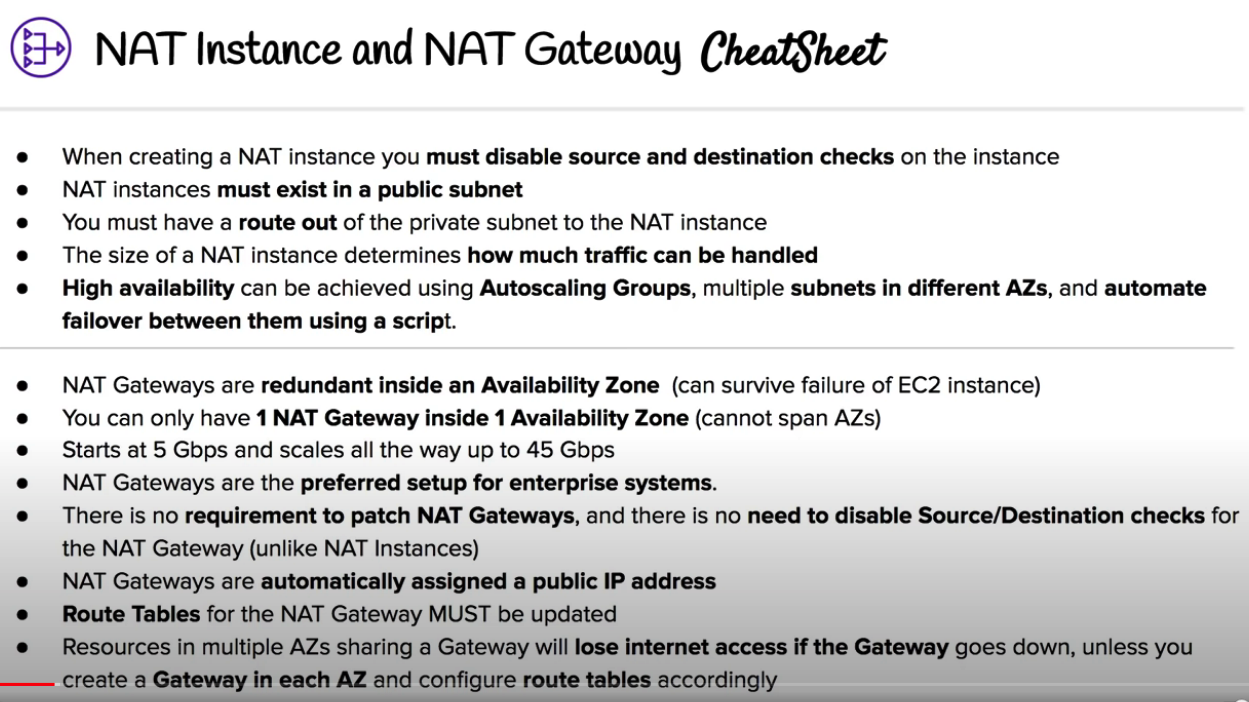 NAT Instance and NAT Gateway CheatSheet
● When creating a NAT instance you must disable source and destination checks on the instance
● NAT instances must exist in a public subnet
● You must have a route out of the private subnet to the NAT instance
● The size of a NAT instance determines how much traffic can be handled
● High availability can be achieved using Autoscaling Groups, multiple subnets in different AZs, and automate
failover between them using a script.
● NAT Gateways are redundant inside an Availability Zone (can survive failure of EC2 instance)
● You can only have 1 NAT Gateway inside 1 Availability Zone (cannot span AZs)
● Starts at 5 Gbps and scales all the way up to 45 Gbps
● NAT Gateways are the preferred setup for enterprise systems.
● There is no requirement to patch NAT Gateways, and there is no need to disable Source/Destination checks for
the NAT Gateway (unlike NAT Instances)
● NAT Gateways are automatically assigned a public IP address
● Route Tables for the NAT Gateway MUST be updated
● Resources in multiple AZs sharing a Gateway will lose internet access if the Gateway goes down, unless you
create a Gateway in each AZ and configure route tables accordingly